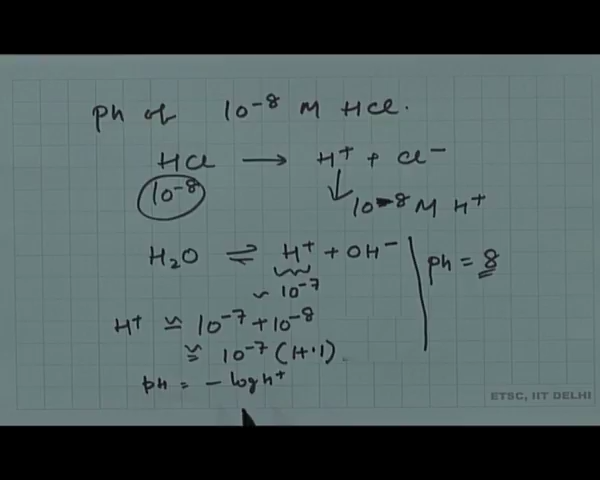 pH of 10⁻⁸ M HCl.
HCl → H⁺ + Cl⁻
10⁻⁸
10-8 M H⁺
H₂O ⇌ H⁺ + OH⁻
~ 10⁻⁷
pH = 8
H⁺ ≃ 10⁻⁷ + 10⁻⁸
≅ 10⁻⁷ (1+.1).
pH = - log H⁺
ETSC, IIT DELHI